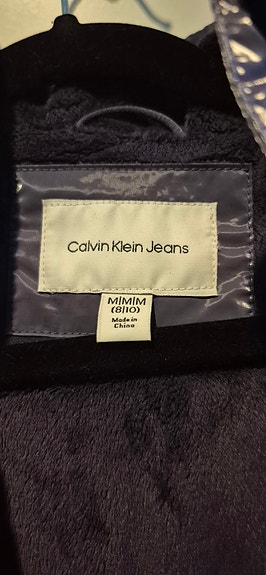 Calvin Klein Jeans
M|M|M
(8|10)
Made in
China